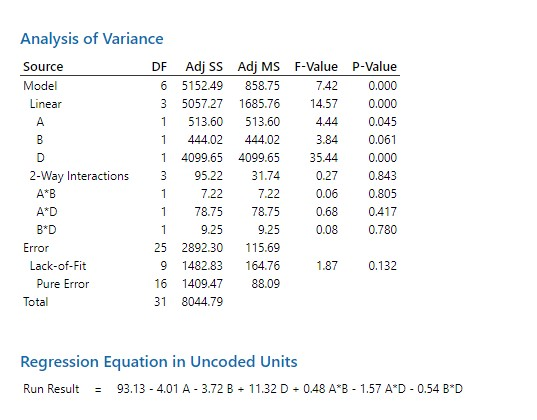 Analysis of Variance
Source DF Adj SS Adj MS F-Value P-Value
Model 6 5152.49 858.75 7.42 0.000
Linear 3 5057.27 1685.76 14.57 0.000
A 1 513.60 513.60 4.44 0.045
B 1 444.02 444.02 3.84 0.061
D 1 4099.65 4099.65 35.44 0.000
2-Way Interactions 3 95.22 31.74 0.27 0.843
A*B 1 7.22 7.22 0.06 0.805
A*D 1 78.75 78.75 0.68 0.417
B*D 1 9.25 9.25 0.08 0.780
Error 25 2892.30 115.69
Lack-of-Fit 9 1482.83 164.76 1.87 0.132
Pure Error 16 1409.47 88.09
Total 31 8044.79
Regression Equation in Uncoded Units
Run Result = 93.13 - 4.01 A - 3.72 B + 11.32 D + 0.48 A*B - 1.57 A*D - 0.54 B*D